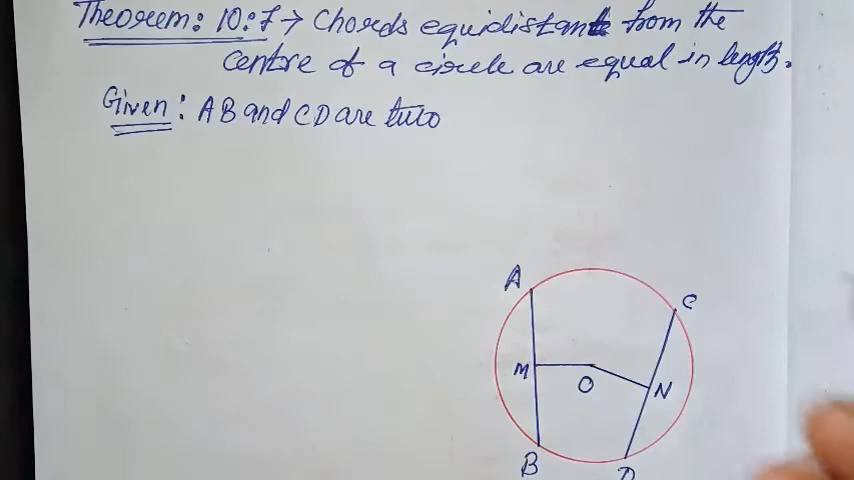 Theorem: 10:7→ Chords equidistant from the
centre of a circle are equal in length.
Given: AB and CD are two
A
C
M
O
N
B
D